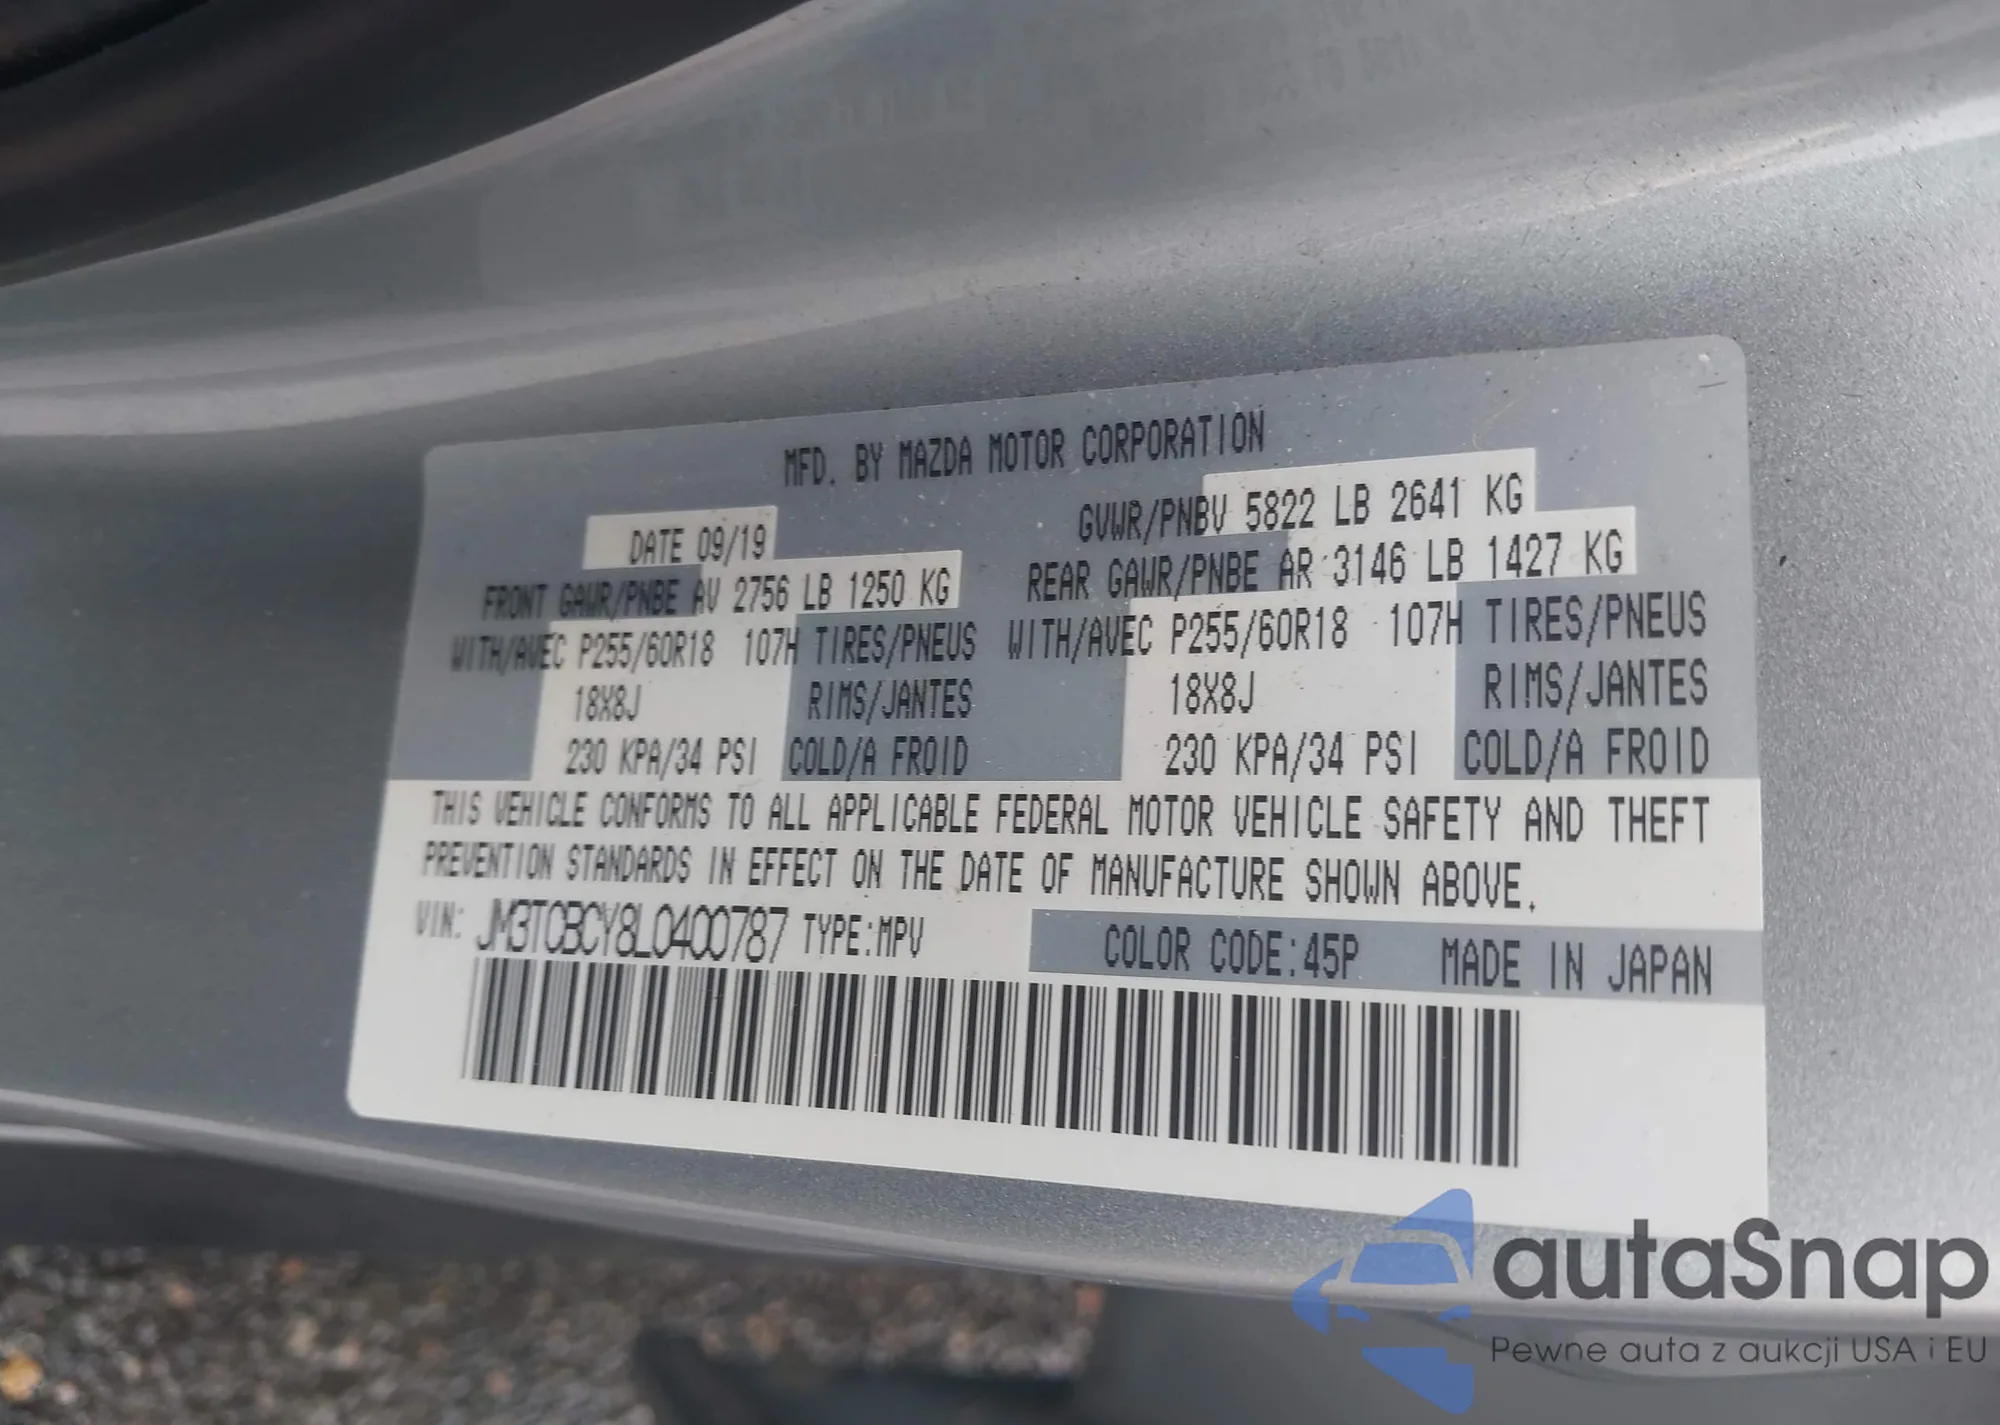 MFD. BY MAZDA MOTOR CORPORATION
DATE 09/19 GVWR/PNBV 5822 LB 2641 KG
FRONT GAWR/PNBE AV 2756 LB 1250 KG REAR GAWR/PNBE AR 3146 LB 1427 KG
WITH/AVEC P255/60R18 107H TIRES/PNEUS WITH/AVEC P255/60R18 107H TIRES/PNEUS
18X8J RIMS/JANTES 18X8J RIMS/JANTES
230 KPA/34 PSI COLD/A FROID 230 KPA/34 PSI COLD/A FROID
THIS VEHICLE CONFORMS TO ALL APPLICABLE FEDERAL MOTOR VEHICLE SAFETY AND THEFT
PREVENTION STANDARDS IN EFFECT ON THE DATE OF MANUFACTURE SHOWN ABOVE.
VIN: JM3TCBCY8L0400787 TYPE:MPV COLOR CODE:45P MADE IN JAPAN
autaSnap
Pewne auta z aukcji USA i EU